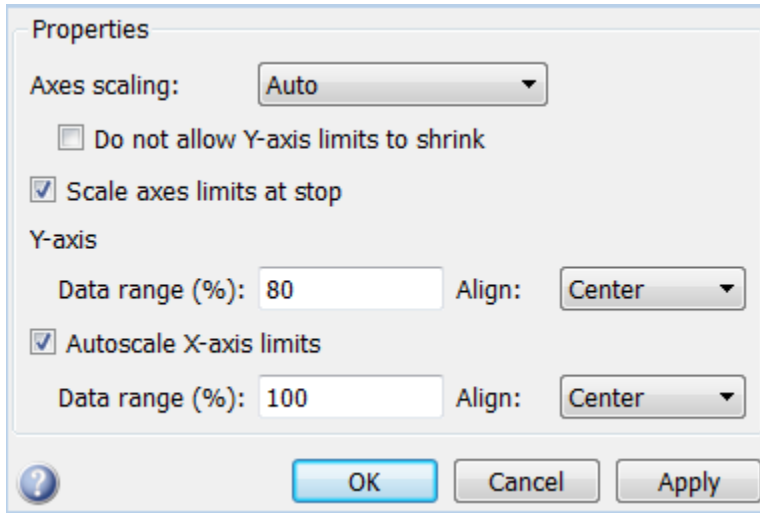 Properties
Axes scaling: Auto
Do not allow Y-axis limits to shrink
Scale axes limits at stop
Y-axis
Data range (%): 80 Align: Center
Autoscale X-axis limits
Data range (%): 100 Align: Center
? OK Cancel Apply